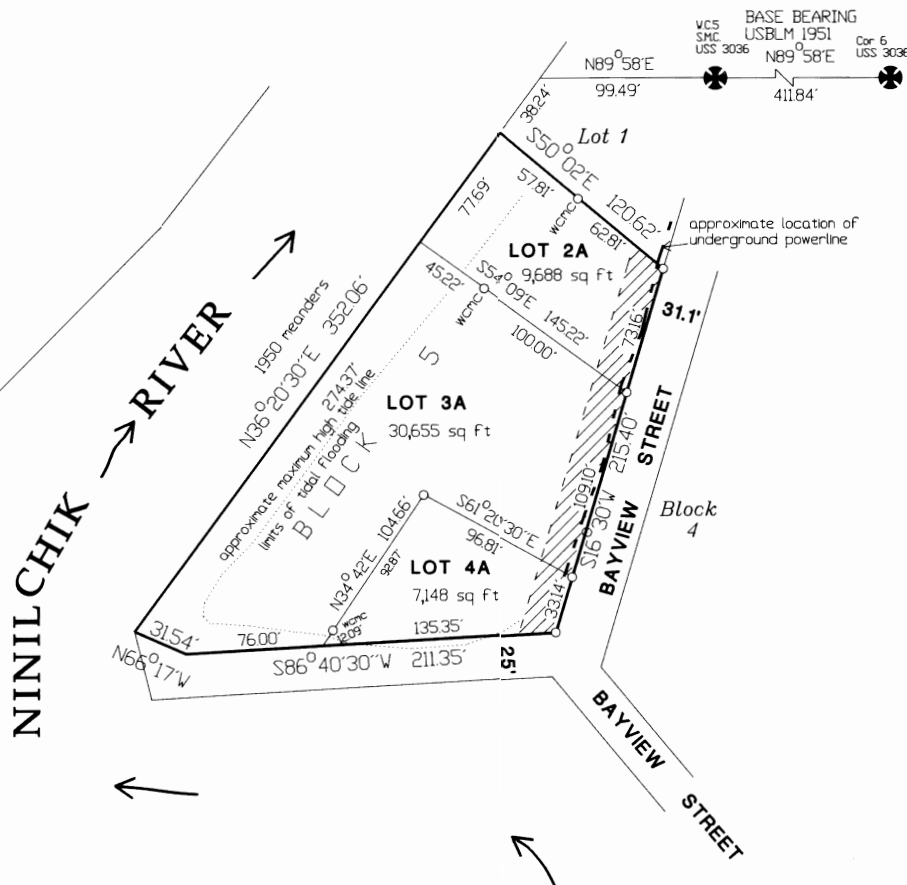 BASE BEARING
USBLM 1951
N89°58'E
411.84'
W.C5
S.M.C.
USS 3036
Cor 6
USS 3036
N89°58'E
99.49'
38.24'
Lot 1
S50°02'E
120.62'
57.81'
wcmc
62.81'
77.69'
approximate location of
underground powerline
LOT 2A
9,688 sq ft
45.22'
S54°09'E
145.22'
wcmc
100.00'
73.16'
31.1'
N36°20'30"E 352.06'
1950 meanders
274.37'
approximate maximum high tide line
limits of tidal flooding
BLOCK 5
LOT 3A
30,655 sq ft
109.10'
S16°30'W 215.40'
BAYVIEW STREET
Block
4
NINILCHIK RIVER
S61°20'30"E
96.81'
N34°42'E 104.66'
92.87'
LOT 4A
7,148 sq ft
wcmc
12.09'
33.14'
31.54'
76.00'
135.35'
N66°17'W
S86°40'30"W 211.35'
25'
BAYVIEW
STREET